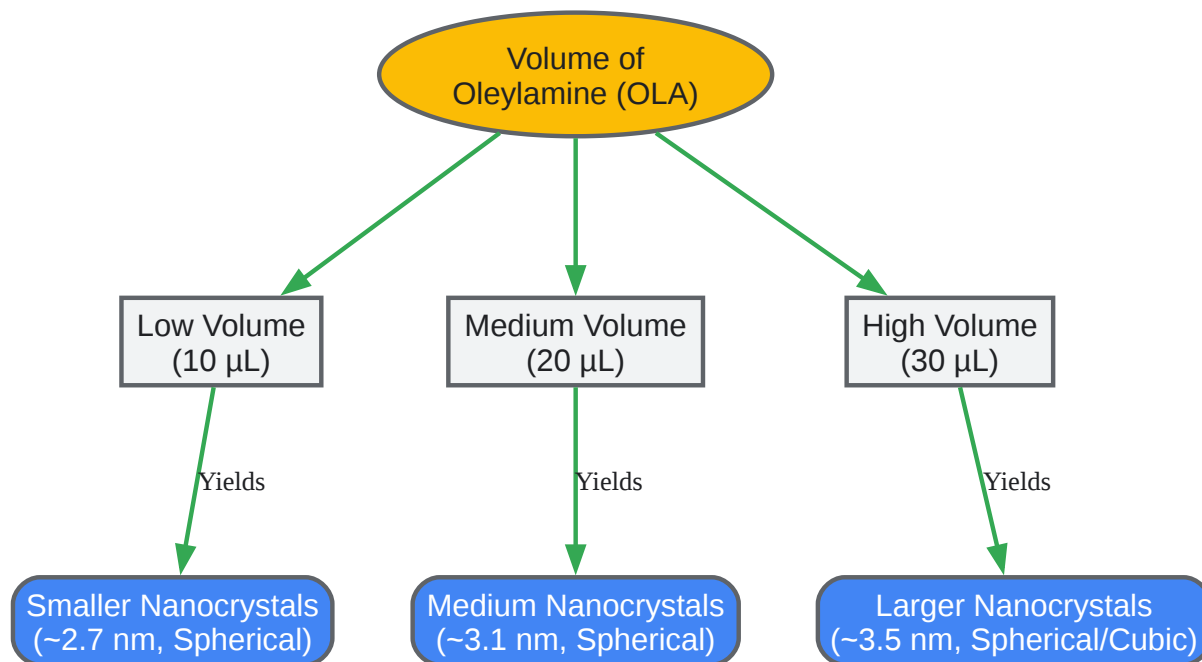 Volume of
Oleylamine (OLA)
Low Volume
(10 µL)
Medium Volume
(20 µL)
High Volume
(30 µL)
Yields
Yields
Yields
Smaller Nanocrystals
(~2.7 nm, Spherical)
Medium Nanocrystals
(~3.1 nm, Spherical)
Larger Nanocrystals
(~3.5 nm, Spherical/Cubic)